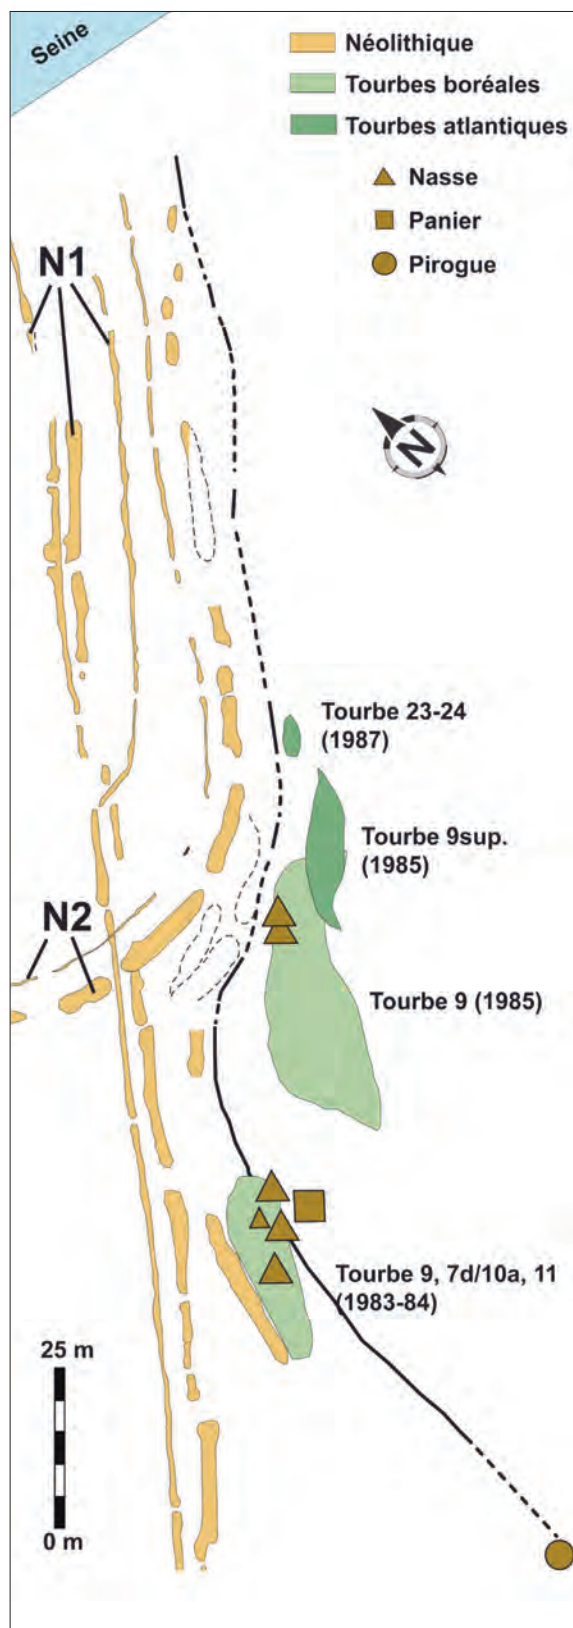 Seine
Néolithique
Tourbes boréales
Tourbes atlantiques
Nasse
Panier
Pirogue
N1
N
Tourbe 23-24
(1987)
Tourbe 9sup.
(1985)
N2
Tourbe 9 (1985)
Tourbe 9, 7d/10a, 11
(1983-84)
25 m
0 m